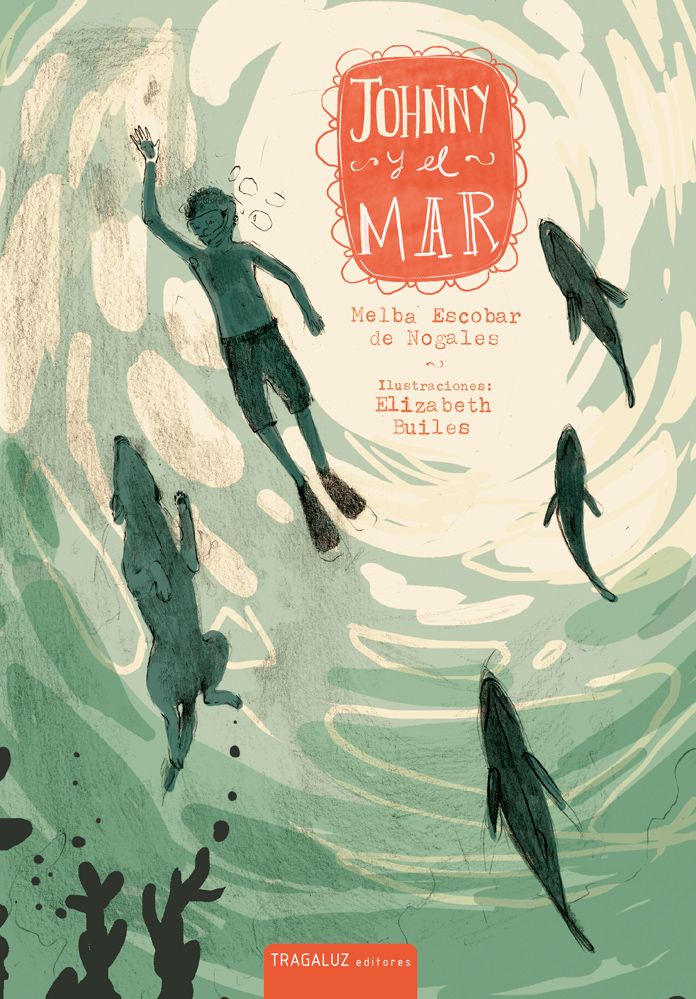 JOHNNY
y el
MAR
Melba Escobar
de Nogales
Ilustraciones:
Elizabeth
Builes
TRAGALUZ editores